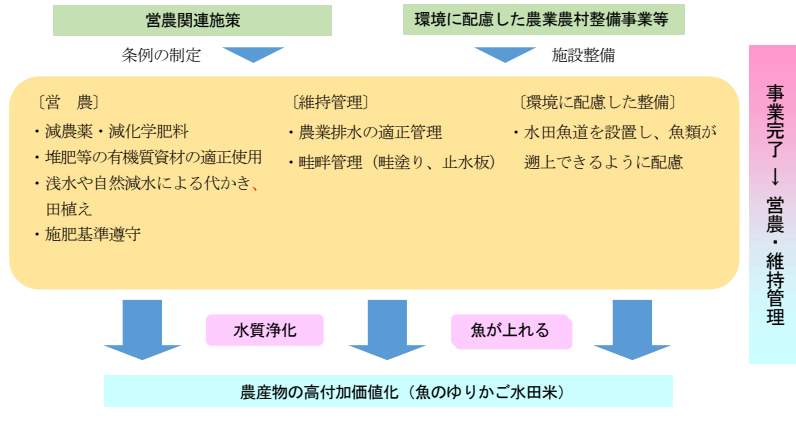 営農関連施策
環境に配慮した農業農村整備事業等
条例の制定
施設整備
〔営　農〕
・減農薬・減化学肥料
・堆肥等の有機質資材の適正使用
・浅水や自然減水による代かき、
田植え
・施肥基準遵守
〔維持管理〕
・農業排水の適正管理
・畦畔管理（畦塗り、止水板）
〔環境に配慮した整備〕
・水田魚道を設置し、魚類が
遡上できるように配慮
事業完了→営農・維持管理
水質浄化
魚が上れる
農産物の高付加価値化（魚のゆりかご水田米）